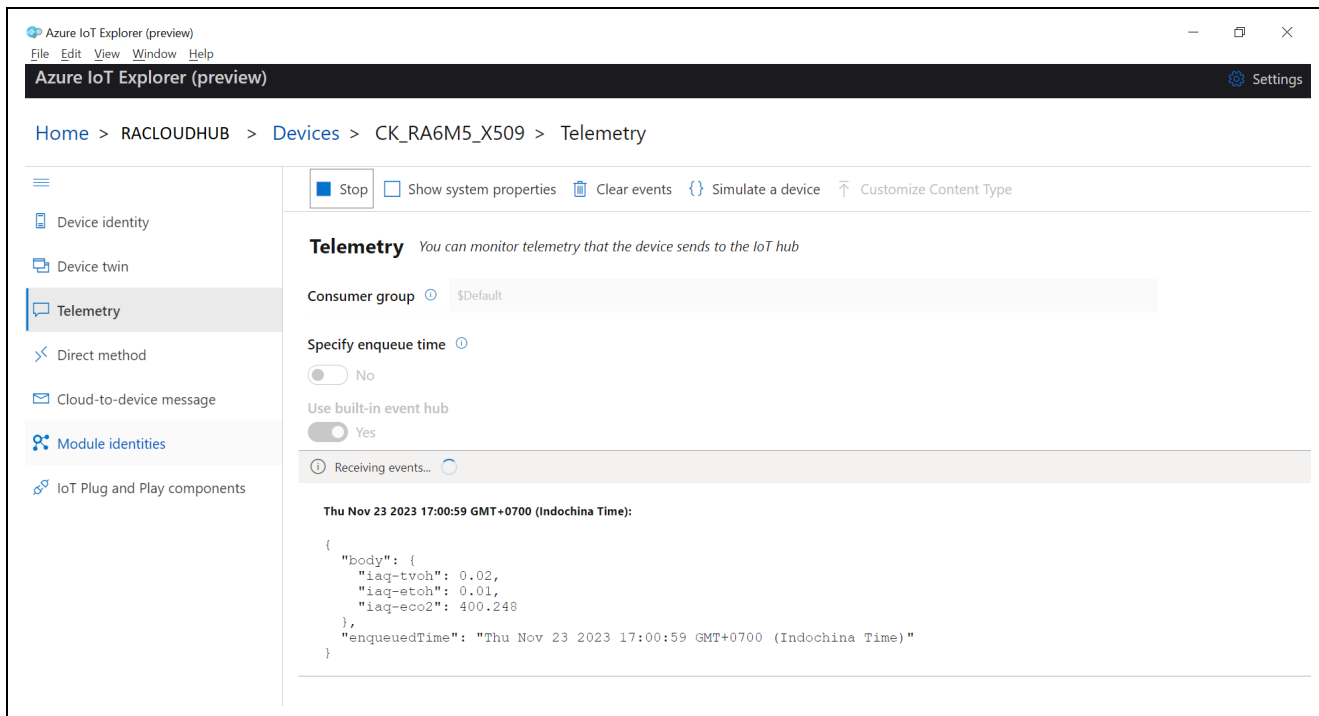 Azure IoT Explorer (preview)
File Edit View Window Help
Azure IoT Explorer (preview)
Settings
Home > RACLOUDHUB > Devices > CK_RA6M5_X509 > Telemetry
Stop Show system properties Clear events {} Simulate a device Customize Content Type
Device identity
Device twin
Telemetry
Direct method
Cloud-to-device message
Module identities
IoT Plug and Play components
Telemetry You can monitor telemetry that the device sends to the IoT hub
Consumer group $Default
Specify enqueue time
No
Use built-in event hub
Yes
Receiving events...
Thu Nov 23 2023 17:00:59 GMT+0700 (Indochina Time):
{
"body": {
"iaq-tvoh": 0.02,
"iaq-etoh": 0.01,
"iaq-eco2": 400.248
},
"enqueuedTime": "Thu Nov 23 2023 17:00:59 GMT+0700 (Indochina Time)"
}